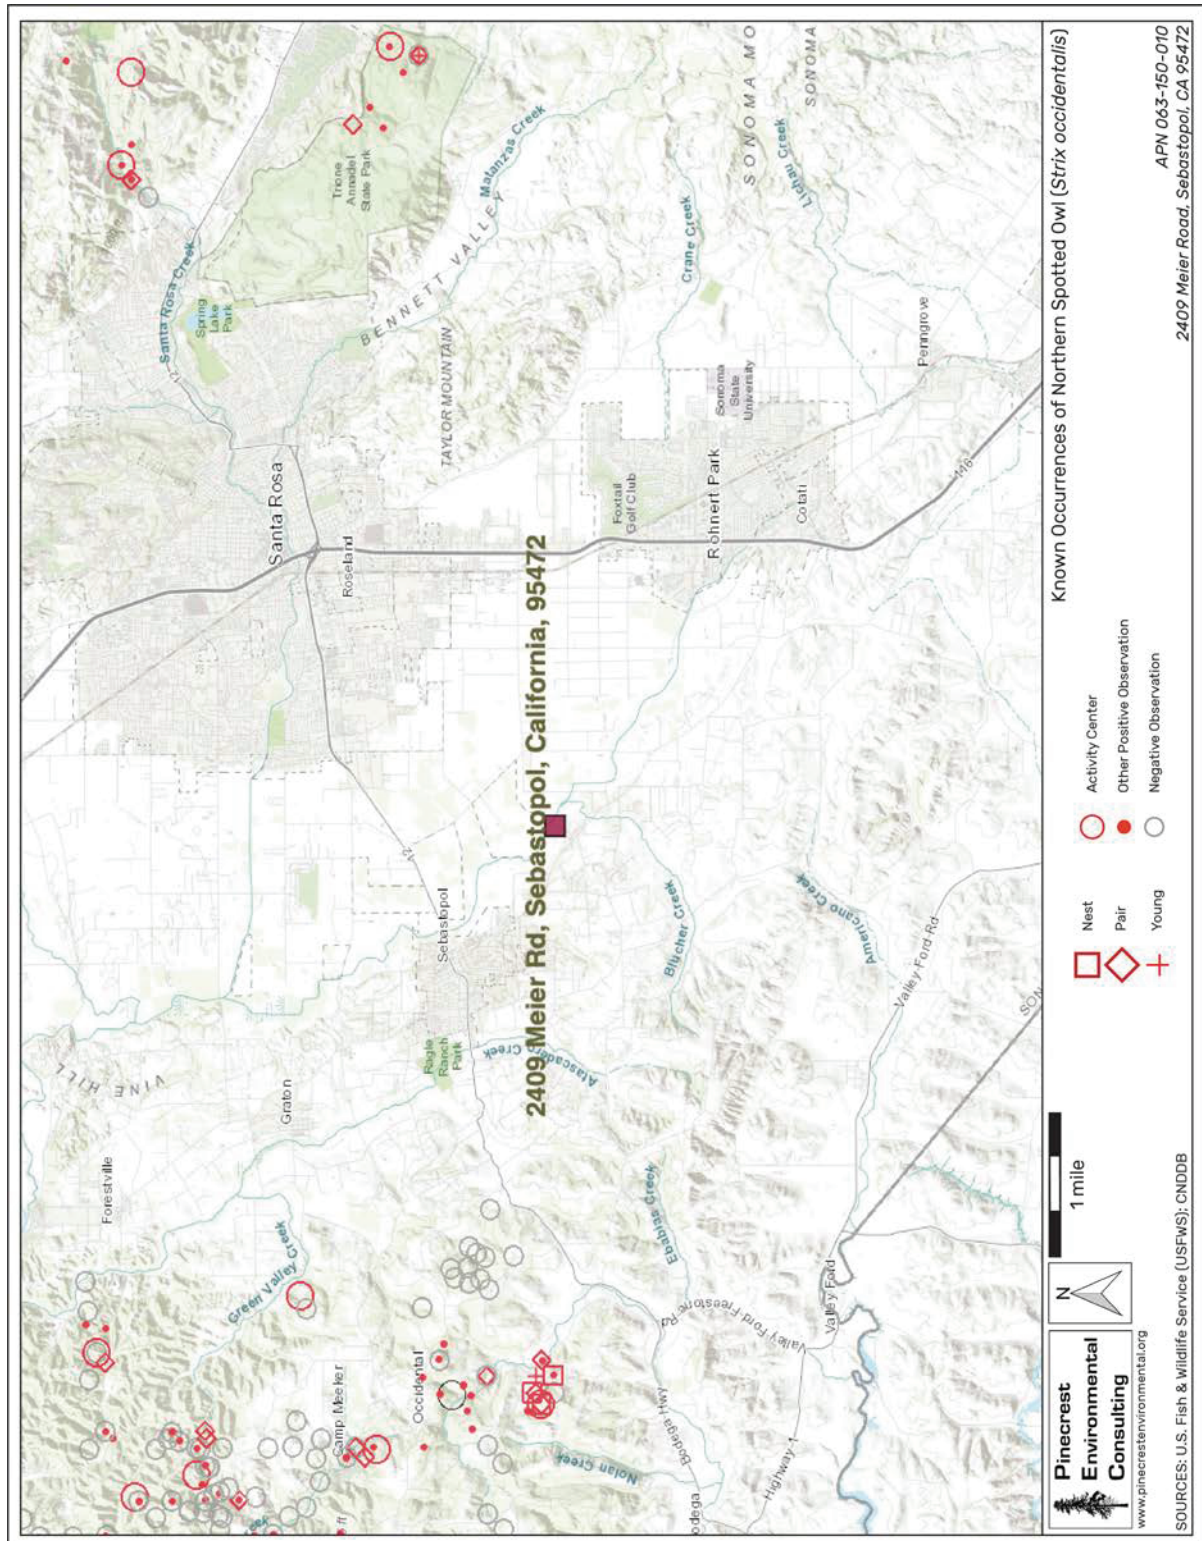 Forestville
VINE HILL
Graton
Green Valley Creek
Camp Meeker
Occidental
Ragle
Ranch
Park
Atascadero Creek
Sebastopol
12
Santa Rosa
Roseland
Santa Rosa Creek
12
Spring
Lake
Park
Trione
Annadel
State Park
BENNETT VALLEY
Matanzas Creek
TAYLOR MOUNTAIN
2409 Meier Rd, Sebastopol, California, 95472
Nolan Creek
Bodega Hwy
odega
Highway 1
Ebabias Creek
Valley Ford-Freestone Rd
Valley Ford
Valley Ford Rd
Blucher Creek
Americano Creek
SON
Foxtail
Golf Club
Rohnert Park
Cotati
Sonoma
State
University
Crane Creek
Lichau Creek
Penngrove
SONOMA MO
SONOMA
Pinecrest
Environmental
Consulting
www.pinecrestenvironmental.org
N
1 mile
SOURCES: U.S. Fish & Wildlife Service (USFWS); CNDDB
Nest
Pair
Young
Activity Center
Other Positive Observation
Negative Observation
Known Occurrences of Northern Spotted Owl (Strix occidentalis)
APN 063-150-010
2409 Meier Road, Sebastopol, CA 95472